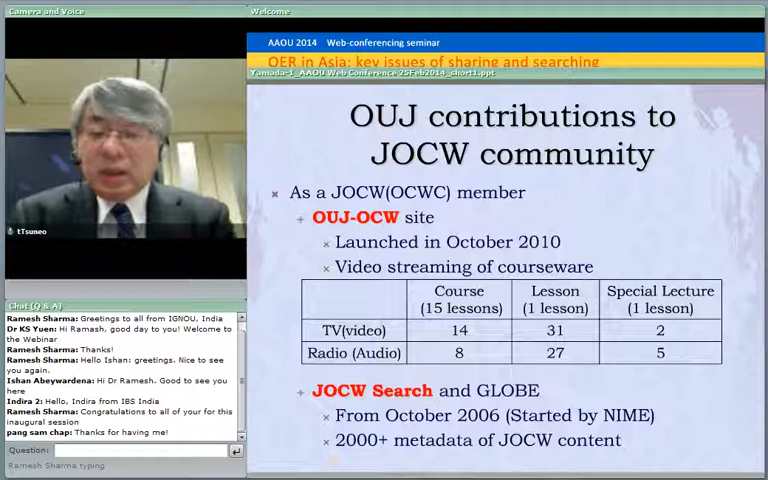 Camera and Voice
Welcome
AAOU 2014 Web-conferencing seminar
OER in Asia: key issues of sharing and searching
Yamada-1_AAOU Web Conference 25Feb2014_short1.ppt
tTsuneo
OUJ contributions to
JOCW community
As a JOCW(OCWC) member
OUJ-OCW site
Launched in October 2010
Video streaming of courseware
Course Lesson Special Lecture
(15 lessons) (1 lesson) (1 lesson)
TV(video) 14 31 2
Radio (Audio) 8 27 5
JOCW Search and GLOBE
From October 2006 (Started by NIME)
2000+ metadata of JOCW content
Chat (Q & A)
Ramesh Sharma: Greetings to all from IGNOU, India
Dr KS Yuen: Hi Ramash, good day to you! Welcome to
the Webinar
Ramesh Sharma: Thanks!
Ramesh Sharma: Hello Ishan: greetings. Nice to see
you again.
Ishan Abeywardena: Hi Dr Ramesh. Good to see you
here
Indira 2: Hello, Indira from IBS India
Ramesh Sharma: Congratulations to all of your for this
inaugural session
pang sam chap: Thanks for having me!
Question:
Ramesh Sharma typing